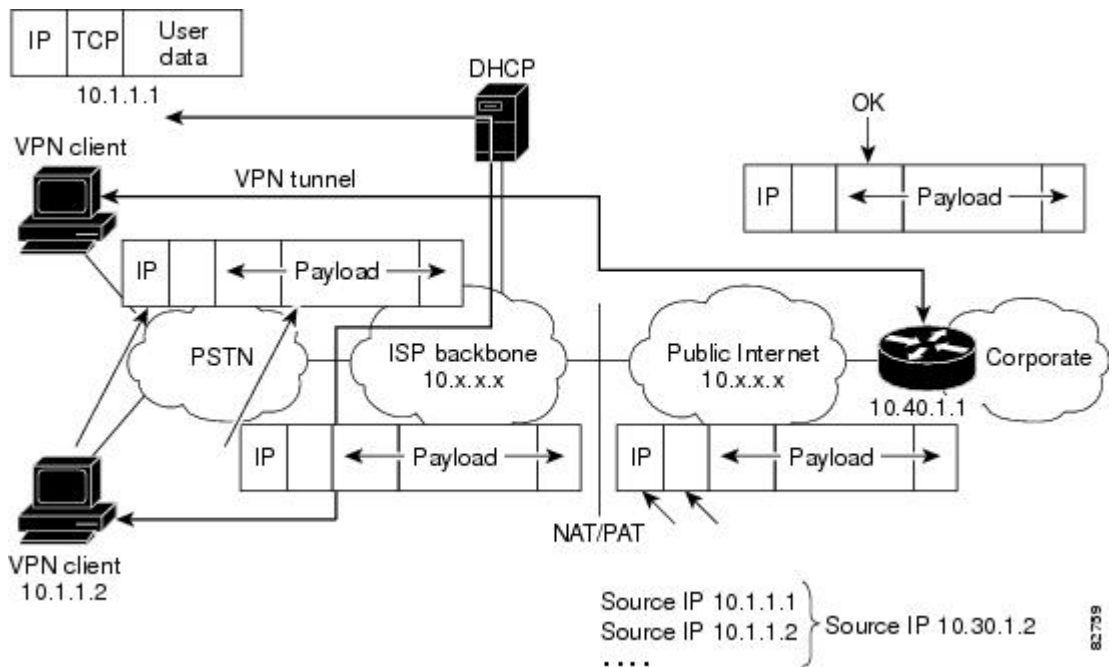 IP TCP User data
10.1.1.1
DHCP
OK
VPN client
VPN tunnel
IP Payload
IP Payload
PSTN
ISP backbone
10.x.x.x
Public Internet
10.x.x.x
Corporate
10.40.1.1
IP Payload
IP Payload
NAT/PAT
VPN client
10.1.1.2
Source IP 10.1.1.1
Source IP 10.1.1.2
....
Source IP 10.30.1.2
82759